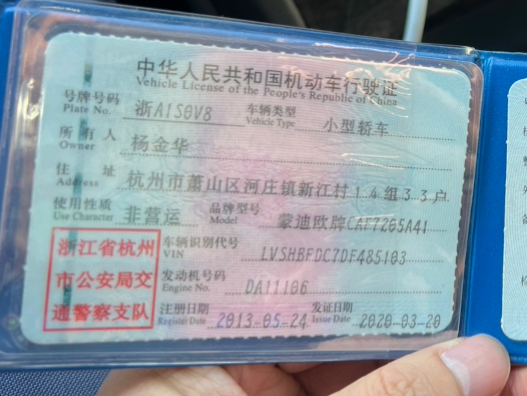 中华人民共和国机动车行驶证
Vehicle License of the People's Republic of China
号牌号码 浙A1S0V8 车辆类型 小型轿车
Plate No. Vehicle Type
所有人 杨金华
Owner
住址 杭州市萧山区河庄镇新江村14组33户
Address
使用性质 非营运 品牌型号 蒙迪欧牌CAF7205A41
Use Character Model
浙江省杭州 车辆识别代号 LVSHBFDC7DF485103
VIN
市公安局交 发动机号码 DA11106
Engine No.
通警察支队 注册日期 2013-05-24 发证日期 2020-03-20
Register Date Issue Date